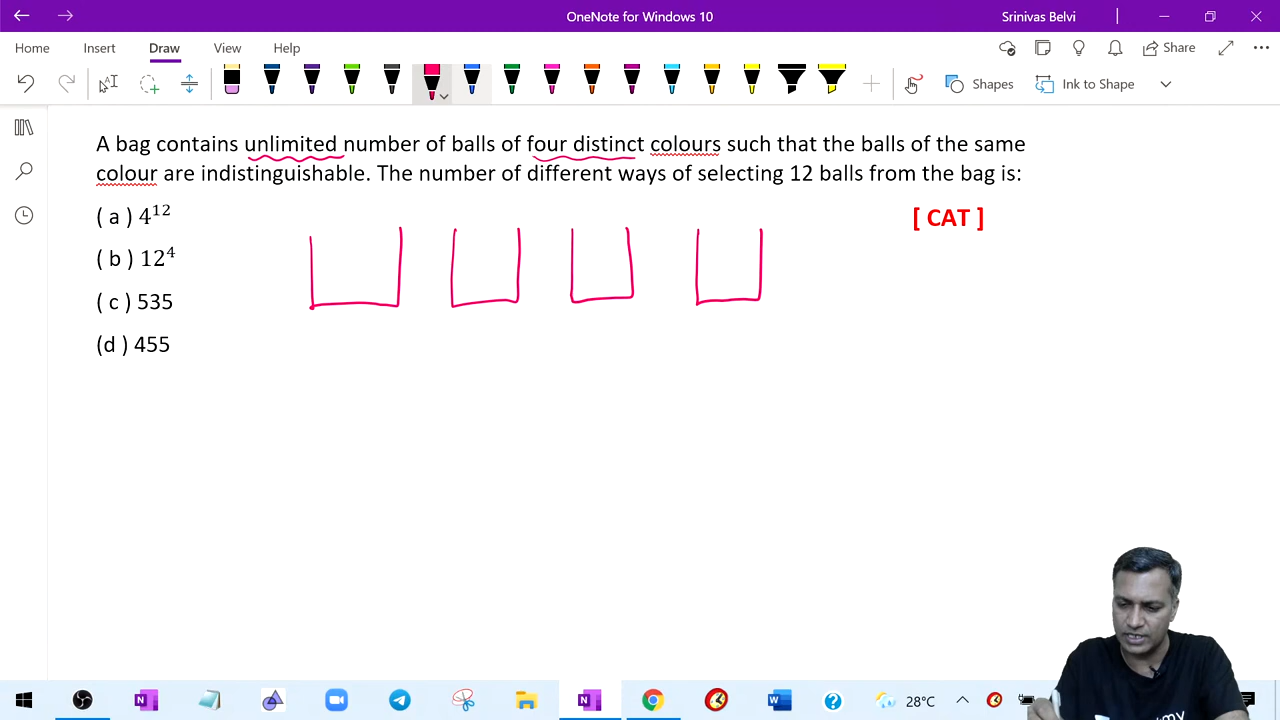 OneNote for Windows 10
Srinivas Belvi
Home Insert Draw View Help
Share
Shapes Ink to Shape
A bag contains unlimited number of balls of four distinct colours such that the balls of the same
colour are indistinguishable. The number of different ways of selecting 12 balls from the bag is:
( a ) 4¹²
[ CAT ]
( b ) 12⁴
( c ) 535
(d ) 455
28°C